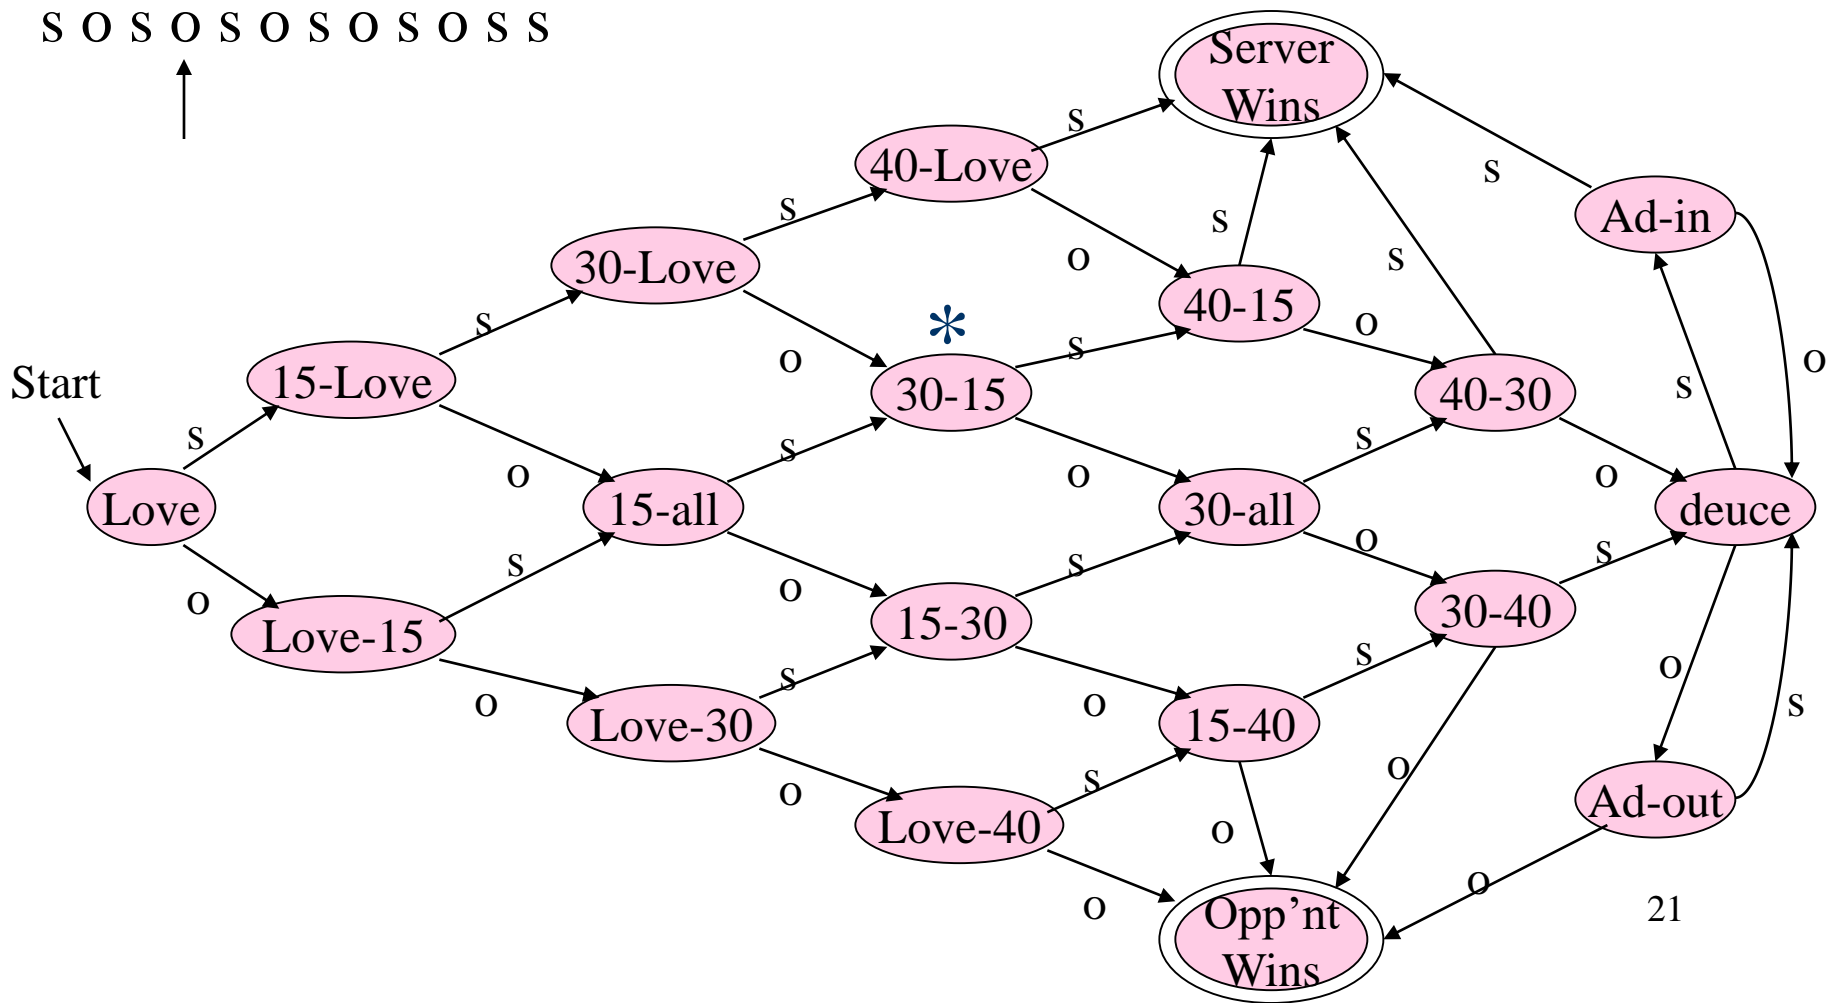 s o s o s o s o s o s s
Server
Wins
s
40-Love
s
s
Ad-in
s
30-Love
o
s
s
40-15
*
s
o
s
o
Start
15-Love
o
30-15
40-30
s
s
s
s
o
o
o
Love
15-all
30-all
deuce
o
s
s
s
o
o
15-30
30-40
Love-15
s
s
o
o
o
s
Love-30
15-40
o
s
o
o
Love-40
Ad-out
o
o
o
Opp'nt
Wins
21